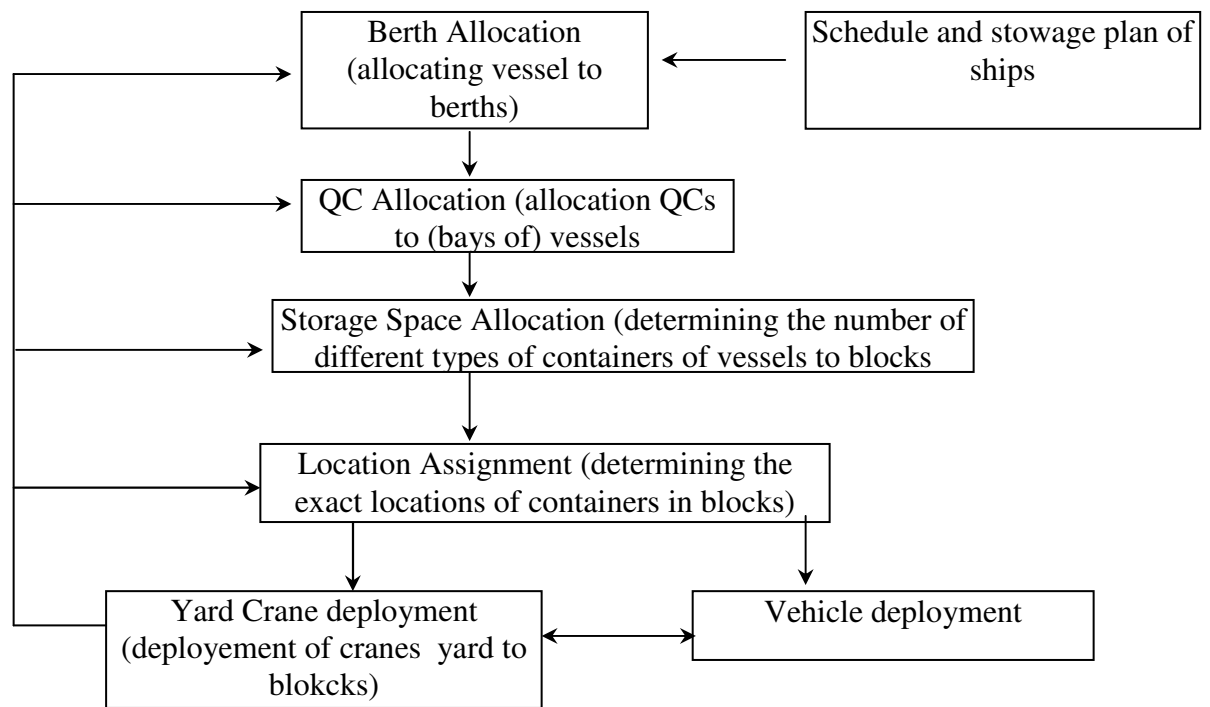 Berth Allocation
(allocating vessel to
berths)
Schedule and stowage plan of
ships
QC Allocation (allocation QCs
to (bays of) vessels
Storage Space Allocation (determining the number of
different types of containers of vessels to blocks
Location Assignment (determining the
exact locations of containers in blocks)
Yard Crane deployment
(deployement of cranes  yard to
blokcks)
Vehicle deployment